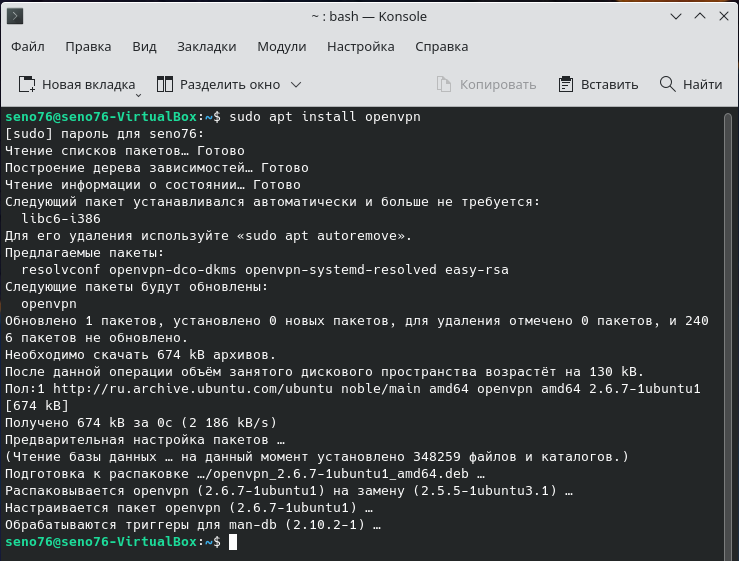 ~ : bash — Konsole
Файл Правка Вид Закладки Модули Настройка Справка
Новая вкладка Разделить окно Копировать Вставить Найти
seno76@seno76-VirtualBox:~$ sudo apt install openvpn
[sudo] пароль для seno76:
Чтение списков пакетов… Готово
Построение дерева зависимостей… Готово
Чтение информации о состоянии… Готово
Следующий пакет устанавливался автоматически и больше не требуется:
  libc6-i386
Для его удаления используйте «sudo apt autoremove».
Предлагаемые пакеты:
  resolvconf openvpn-dco-dkms openvpn-systemd-resolved easy-rsa
Следующие пакеты будут обновлены:
  openvpn
Обновлено 1 пакетов, установлено 0 новых пакетов, для удаления отмечено 0 пакетов, и 240
6 пакетов не обновлено.
Необходимо скачать 674 kB архивов.
После данной операции объём занятого дискового пространства возрастёт на 130 kB.
Пол:1 http://ru.archive.ubuntu.com/ubuntu noble/main amd64 openvpn amd64 2.6.7-1ubuntu1
[674 kB]
Получено 674 kB за 0с (2 186 kB/s)
Предварительная настройка пакетов …
(Чтение базы данных … на данный момент установлено 348259 файлов и каталогов.)
Подготовка к распаковке …/openvpn_2.6.7-1ubuntu1_amd64.deb …
Распаковывается openvpn (2.6.7-1ubuntu1) на замену (2.5.5-1ubuntu3.1) …
Настраивается пакет openvpn (2.6.7-1ubuntu1) …
Обрабатываются триггеры для man-db (2.10.2-1) …
seno76@seno76-VirtualBox:~$